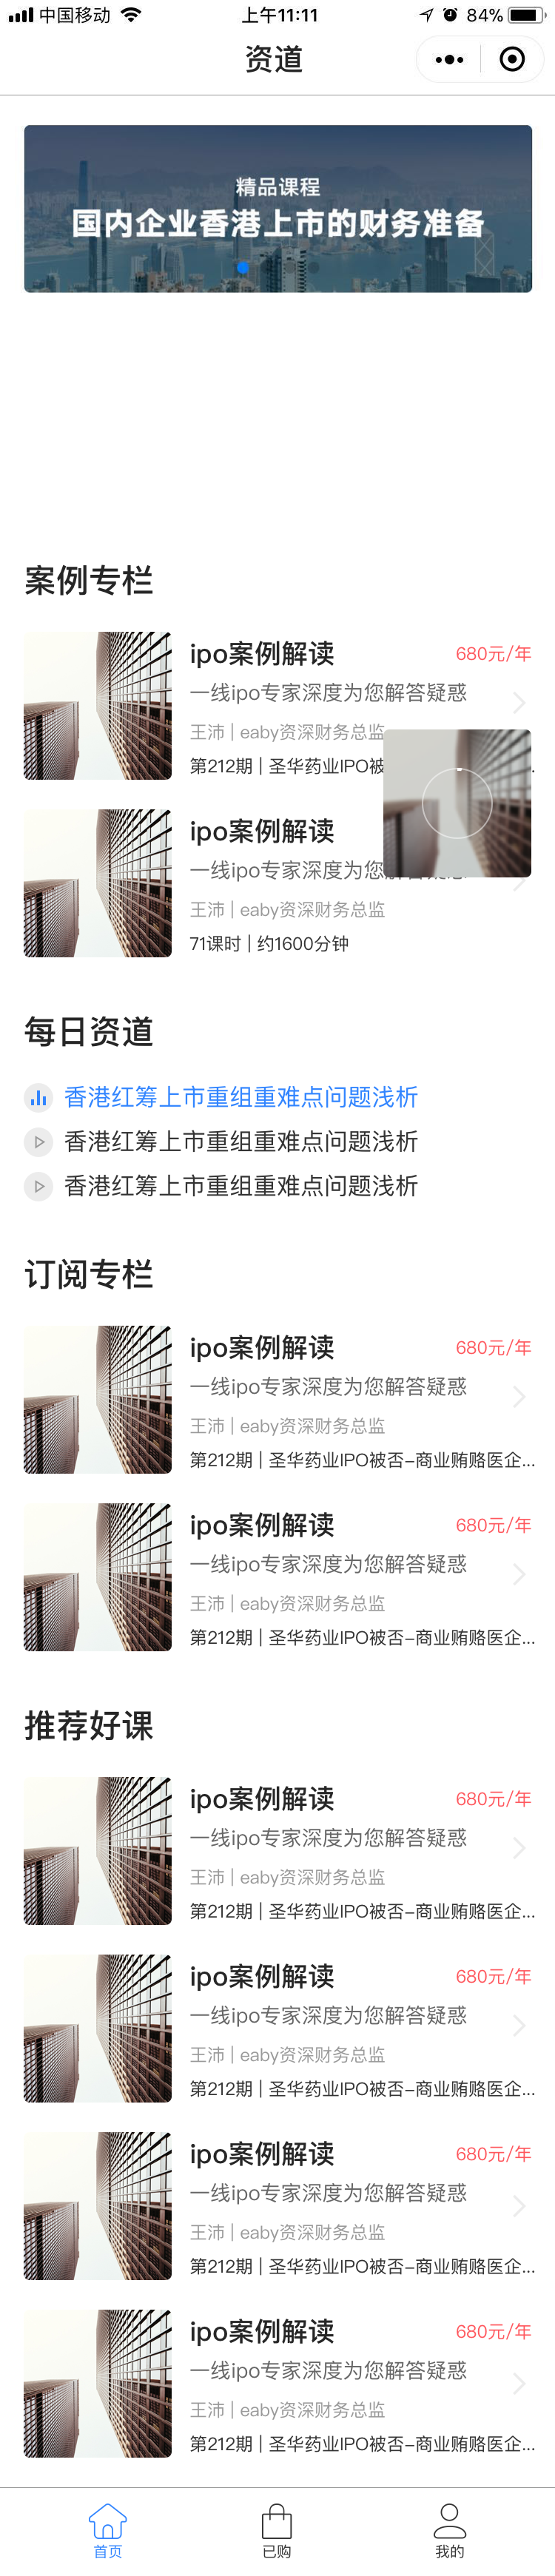 中国移动
上午11:11
84%
资道
精品课程
国内企业香港上市的财务准备
案例专栏
ipo案例解读
680元/年
一线ipo专家深度为您解答疑惑
王沛 | eaby资深财务总监
第212期 | 圣华药业IPO被
ipo案例解读
一线ipo专家深度为您
王沛 | eaby资深财务总监
71课时 | 约1600分钟
每日资道
香港红筹上市重组重难点问题浅析
香港红筹上市重组重难点问题浅析
香港红筹上市重组重难点问题浅析
订阅专栏
ipo案例解读
680元/年
一线ipo专家深度为您解答疑惑
王沛 | eaby资深财务总监
第212期 | 圣华药业IPO被否-商业贿赂医企...
ipo案例解读
680元/年
一线ipo专家深度为您解答疑惑
王沛 | eaby资深财务总监
第212期 | 圣华药业IPO被否-商业贿赂医企...
推荐好课
ipo案例解读
680元/年
一线ipo专家深度为您解答疑惑
王沛 | eaby资深财务总监
第212期 | 圣华药业IPO被否-商业贿赂医企...
ipo案例解读
680元/年
一线ipo专家深度为您解答疑惑
王沛 | eaby资深财务总监
第212期 | 圣华药业IPO被否-商业贿赂医企...
ipo案例解读
680元/年
一线ipo专家深度为您解答疑惑
王沛 | eaby资深财务总监
第212期 | 圣华药业IPO被否-商业贿赂医企...
ipo案例解读
680元/年
一线ipo专家深度为您解答疑惑
王沛 | eaby资深财务总监
第212期 | 圣华药业IPO被否-商业贿赂医企...
首页
已购
我的